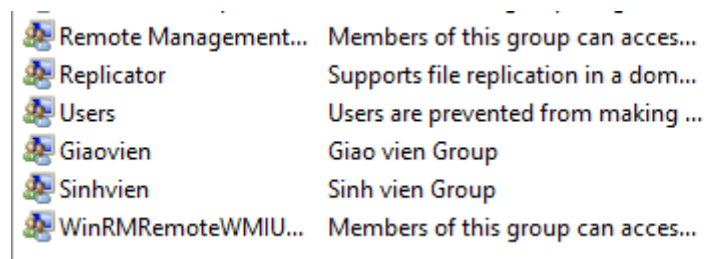 Remote Management... Members of this group can acces...
Replicator Supports file replication in a dom...
Users Users are prevented from making ...
Giaovien Giao vien Group
Sinhvien Sinh vien Group
WinRMRemoteWMIU... Members of this group can acces...